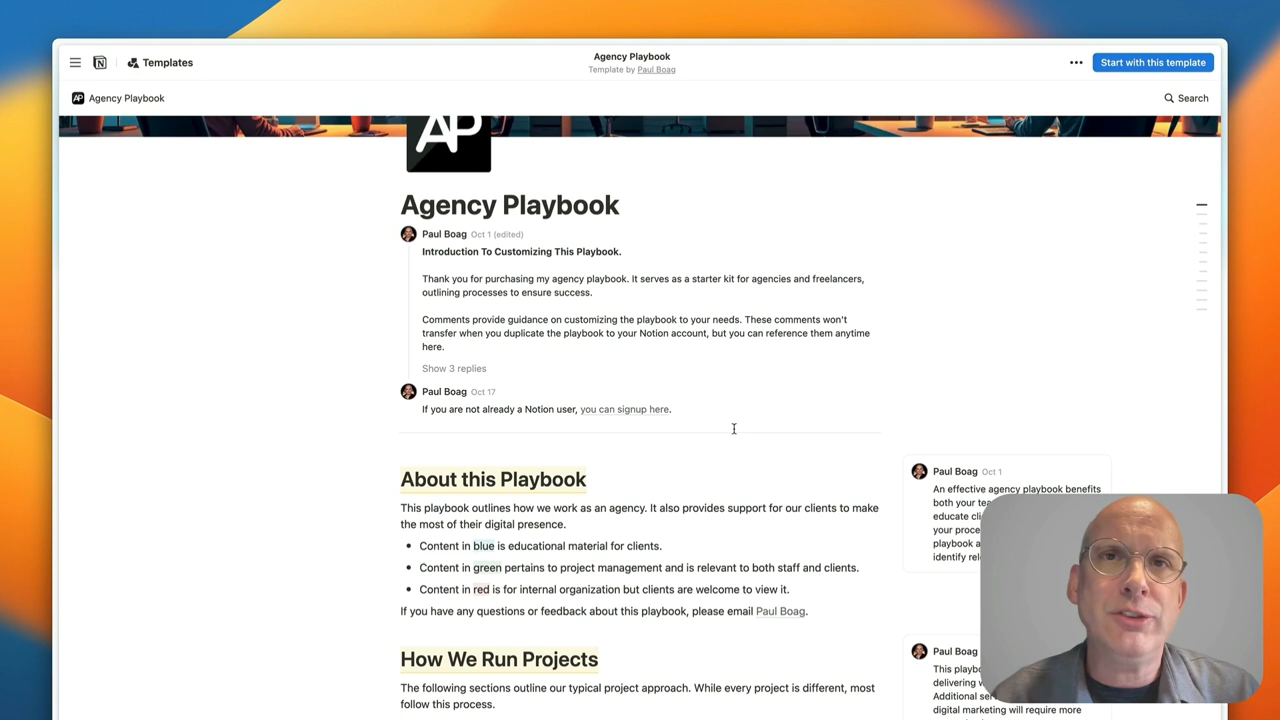 Templates
Agency Playbook
Template by Paul Boag
•••
Start with this template
AP Agency Playbook
Search
AP
Agency Playbook
Paul Boag Oct 1 (edited)
Introduction To Customizing This Playbook.
Thank you for purchasing my agency playbook. It serves as a starter kit for agencies and freelancers,
outlining processes to ensure success.
Comments provide guidance on customizing the playbook to your needs. These comments won't
transfer when you duplicate the playbook to your Notion account, but you can reference them anytime
here.
Show 3 replies
Paul Boag Oct 17
If you are not already a Notion user, you can signup here.
About this Playbook
This playbook outlines how we work as an agency. It also provides support for our clients to make
the most of their digital presence.
• Content in blue is educational material for clients.
• Content in green pertains to project management and is relevant to both staff and clients.
• Content in red is for internal organization but clients are welcome to view it.
If you have any questions or feedback about this playbook, please email Paul Boag.
How We Run Projects
The following sections outline our typical project approach. While every project is different, most
follow this process.
Paul Boag Oct 1
An effective agency playbook benefits
both your
educate
your
playbook
identify
Paul Boag
This
delivering
Additional
digital marketing will require more